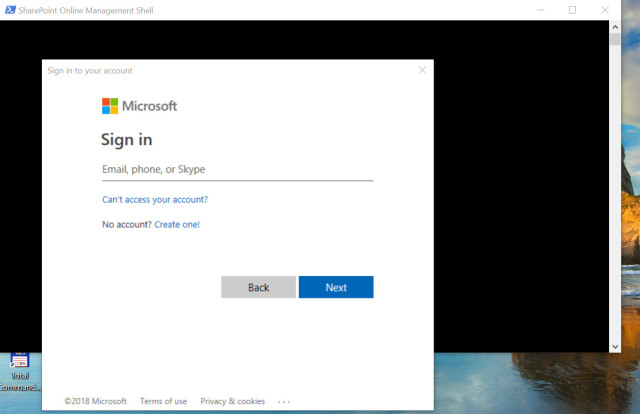 SharePoint Online Management Shell
Sign in to your account
Microsoft
Sign in
Email, phone, or Skype
Can't access your account?
No account? Create one!
Back Next
Total
Command...
©2018 Microsoft Terms of use Privacy & cookies ...